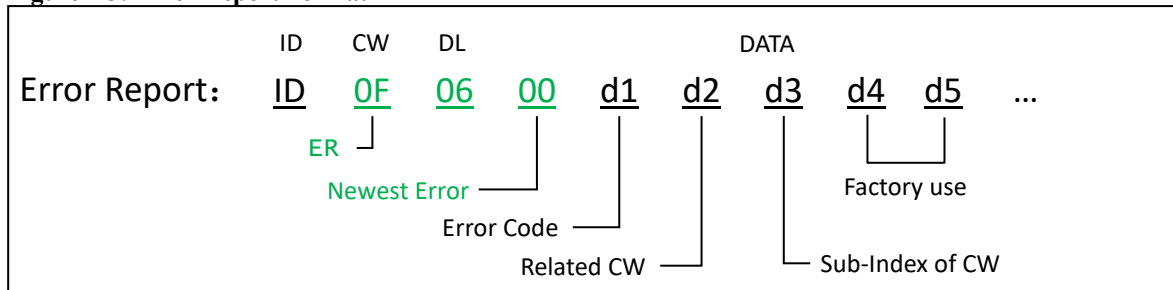 ID CW DL DATA
Error Report： ID 0F 06 00 d1 d2 d3 d4 d5 ...
ER
Newest Error Factory use
Error Code
Related CW Sub-Index of CW